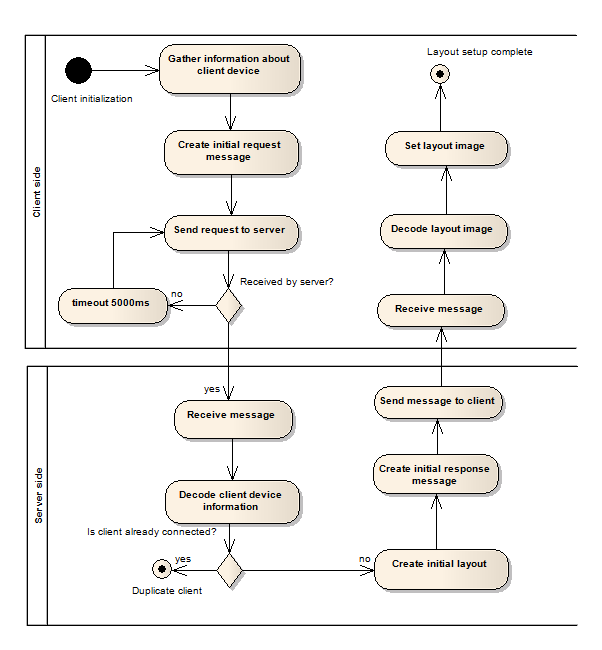 Client side
Client initialization
Gather information about
client device
Create initial request
message
Send request to server
Received by server?
no
timeout 5000ms
yes
Layout setup complete
Set layout image
Decode layout image
Receive message
Server side
Receive message
Decode client device
information
Is client already connected?
yes
Duplicate client
no
Create initial layout
Create initial response
message
Send message to client